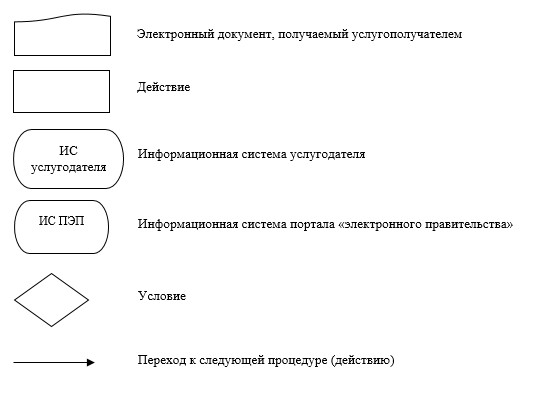 Электронный документ, получаемый услугополучателем
Действие
ИС
услугодателя
Информационная система услугодателя
ИС ПЭП
Информационная система портала «электронного правительства»
Условие
Переход к следующей процедуре (действию)